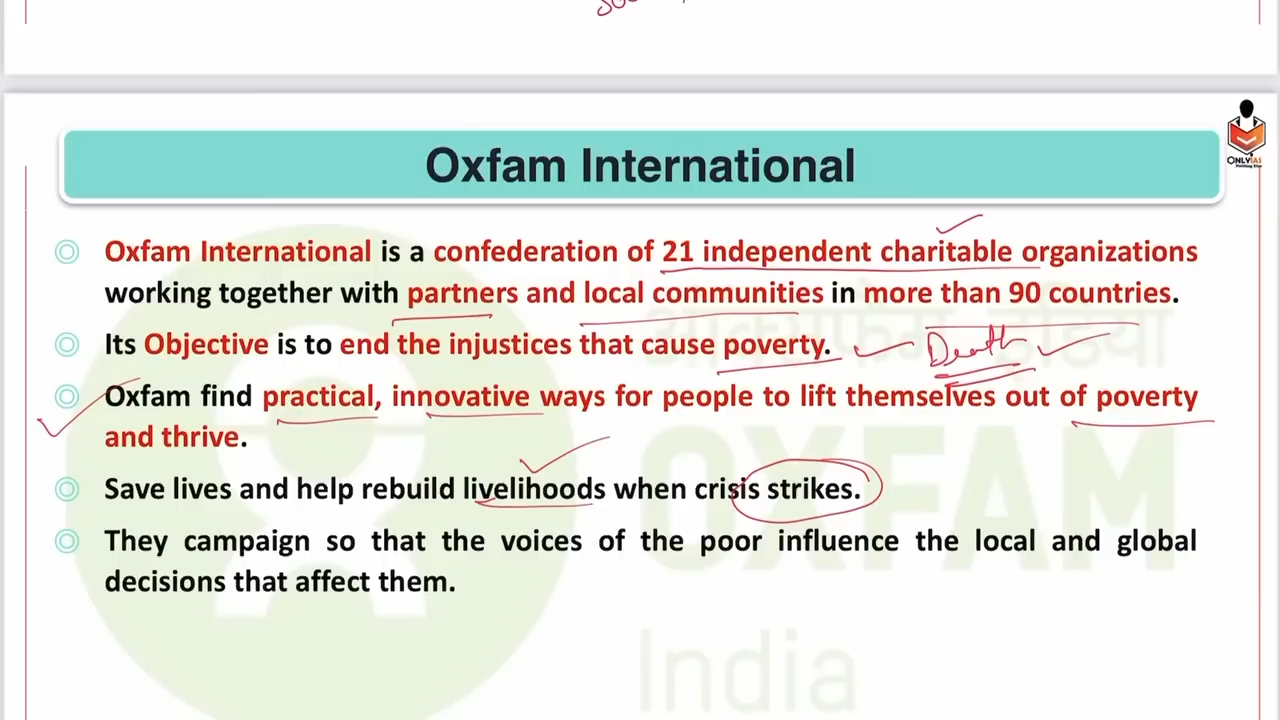 Oxfam International
ONLYIAS
Oxfam International is a confederation of 21 independent charitable organizations
working together with partners and local communities in more than 90 countries.
Its Objective is to end the injustices that cause poverty. Death
Oxfam find practical, innovative ways for people to lift themselves out of poverty
and thrive.
Save lives and help rebuild livelihoods when crisis strikes.
They campaign so that the voices of the poor influence the local and global
decisions that affect them.
OXFAM
India